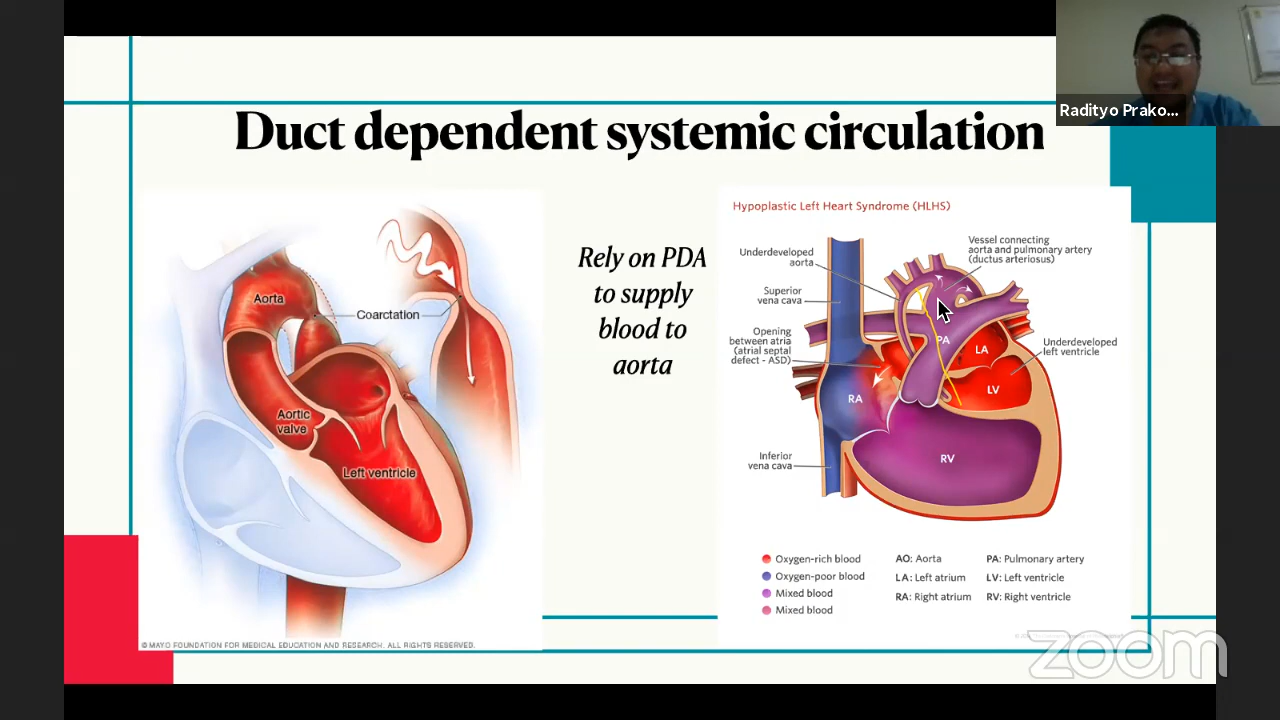 Radityo Prako...
Duct dependent systemic circulation
Aorta
Coarctation
Aortic
valve
Left ventricle
© MAYO FOUNDATION FOR MEDICAL EDUCATION AND RESEARCH. ALL RIGHTS RESERVED.
Rely on PDA
to supply
blood to
aorta
Hypoplastic Left Heart Syndrome (HLHS)
Underdeveloped
aorta
Vessel connecting
aorta and pulmonary artery
(ductus arteriosus)
Superior
vena cava
Opening
between atria
(atrial septal
defect - ASD)
Underdeveloped
left ventricle
PA
LA
LV
RA
RV
Inferior
vena cava
Oxygen-rich blood
Oxygen-poor blood
Mixed blood
Mixed blood
AO: Aorta
LA: Left atrium
RA: Right atrium
PA: Pulmonary artery
LV: Left ventricle
RV: Right ventricle
zoom